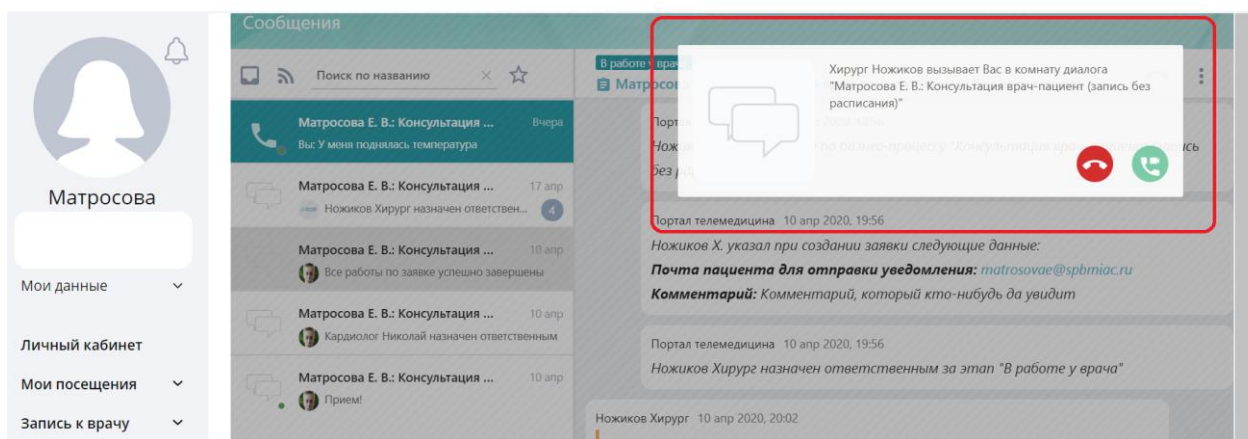 Матросова
Мои данные
Личный кабинет
Мои посещения
Запись к врачу
Сообщения
Поиск по названию
Матросова Е. В.: Консультация ... Вчера
Вы: У меня поднялась температура
Матросова Е. В.: Консультация ... 17 апр
Ножиков Хирург назначен ответствен... 4
Матросова Е. В.: Консультация ... 10 апр
Все работы по заявке успешно завершены
Матросова Е. В.: Консультация ... 10 апр
Кардиолог Николай назначен ответственным
Матросова Е. В.: Консультация ... 10 апр
Прием!
В работе у врача
Хирург Ножиков вызывает Вас в комнату диалога
"Матросова Е. В.: Консультация врач-пациент (запись без
расписания)"
Портал телемедицина 10 апр 2020, 19:56
Ножиков Х. указал при создании заявки следующие данные:
Почта пациента для отправки уведомления: matrosovae@spbmiac.ru
Комментарий: Комментарий, который кто-нибудь да увидит
Портал телемедицина 10 апр 2020, 19:56
Ножиков Хирург назначен ответственным за этап "В работе у врача"
Ножиков Хирург 10 апр 2020, 20:02